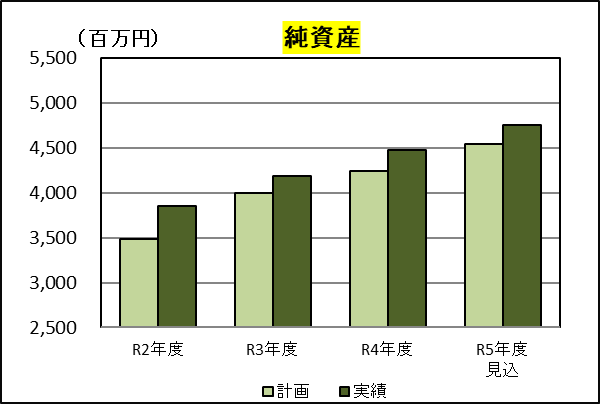 純資産
（百万円）
5,500
5,000
4,500
4,000
3,500
3,000
2,500
R2年度
R3年度
R4年度
R5年度
見込
計画
実績